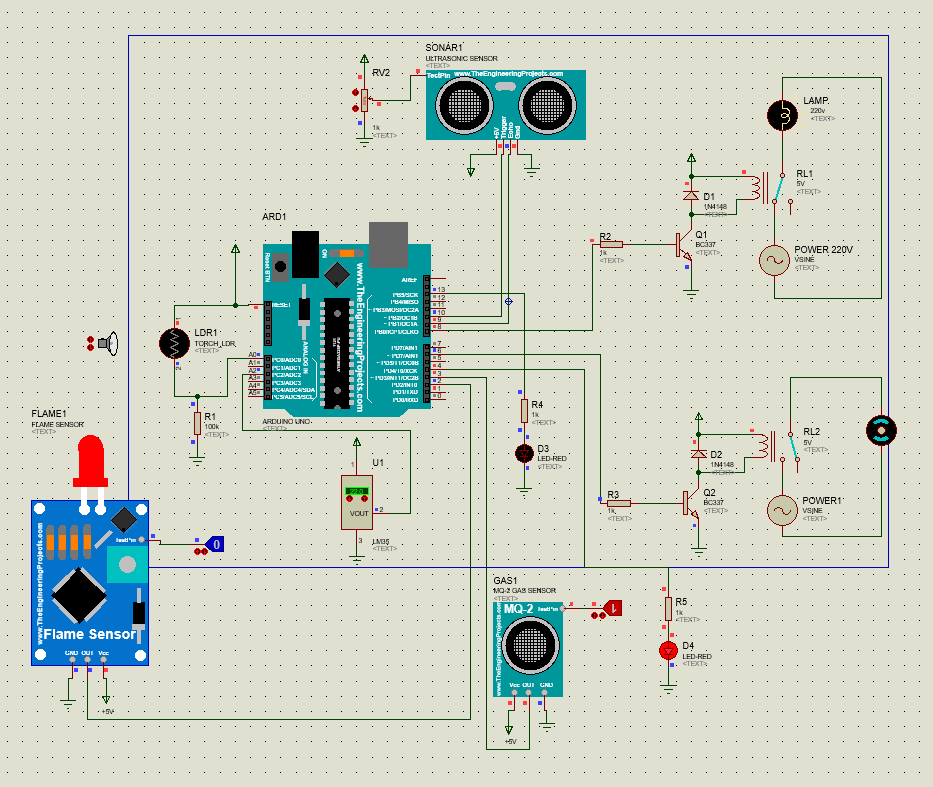 SONAR1
ULTRASONIC SENSOR
<TEXT>
RV2
1k
<TEXT>
TestPin
www.TheEngineeringProjects.com
+5V
Trigger
Echo
Gnd
LAMP
220v
<TEXT>
RL1
5V
<TEXT>
D1
1N4148
<TEXT>
Q1
BC337
<TEXT>
R2
1k
<TEXT>
POWER 220V
VSINE
<TEXT>
ARD1
ON
Reset BTN
www.TheEngineeringProjects.com
ANALOG IN
RESET
AREF
PB5/SCK
PB4/MISO
~ PB3/MOSI/OC2A
~ PB2/OC1B
~ PB1/OC1A
PB0/ICP1/CLKO
13
12
11
10
9
8
PD7/AIN1
~ PD6/AIN0
PD4/T0/XCK
PD2/INT0
PD1/TXD
PD0/RXD
7
6
5
4
3
2
1
0
A0
A1
A2
A3
A4
A5
PC0/ADC0
PC1/ADC1
PC2/ADC2
PC3/ADC3
PC4/ADC4/SDA
PC5/ADC5/SCL
ARDUINO UNO
<TEXT>
LDR1
TORCH_LDR
<TEXT>
1
2
R1
100k
<TEXT>
FLAME1
FLAME SENSOR
<TEXT>
www.TheEngineeringProjects.com
TestPin
Flame Sensor
GND
OUT
Vcc
+5V
0
U1
1
22.0
VOUT
2
3
LM35
<TEXT>
R4
1k
<TEXT>
D3
LED-RED
<TEXT>
R3
1k
<TEXT>
D2
1N4148
<TEXT>
Q2
BC337
<TEXT>
RL2
5V
<TEXT>
POWER1
VSINE
<TEXT>
GAS1
MQ-2 GAS SENSOR
<TEXT>
MQ-2
TestPin
www.TheEngineeringProjects.com
Vcc
OUT
GND
+5V
1
R5
1k
<TEXT>
D4
LED-RED
<TEXT>